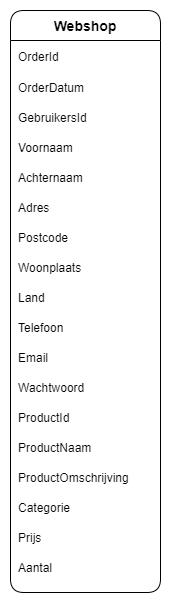 Webshop
OrderId
OrderDatum
GebruikersId
Voornaam
Achternaam
Adres
Postcode
Woonplaats
Land
Telefoon
Email
Wachtwoord
ProductId
ProductNaam
ProductOmschrijving
Categorie
Prijs
Aantal